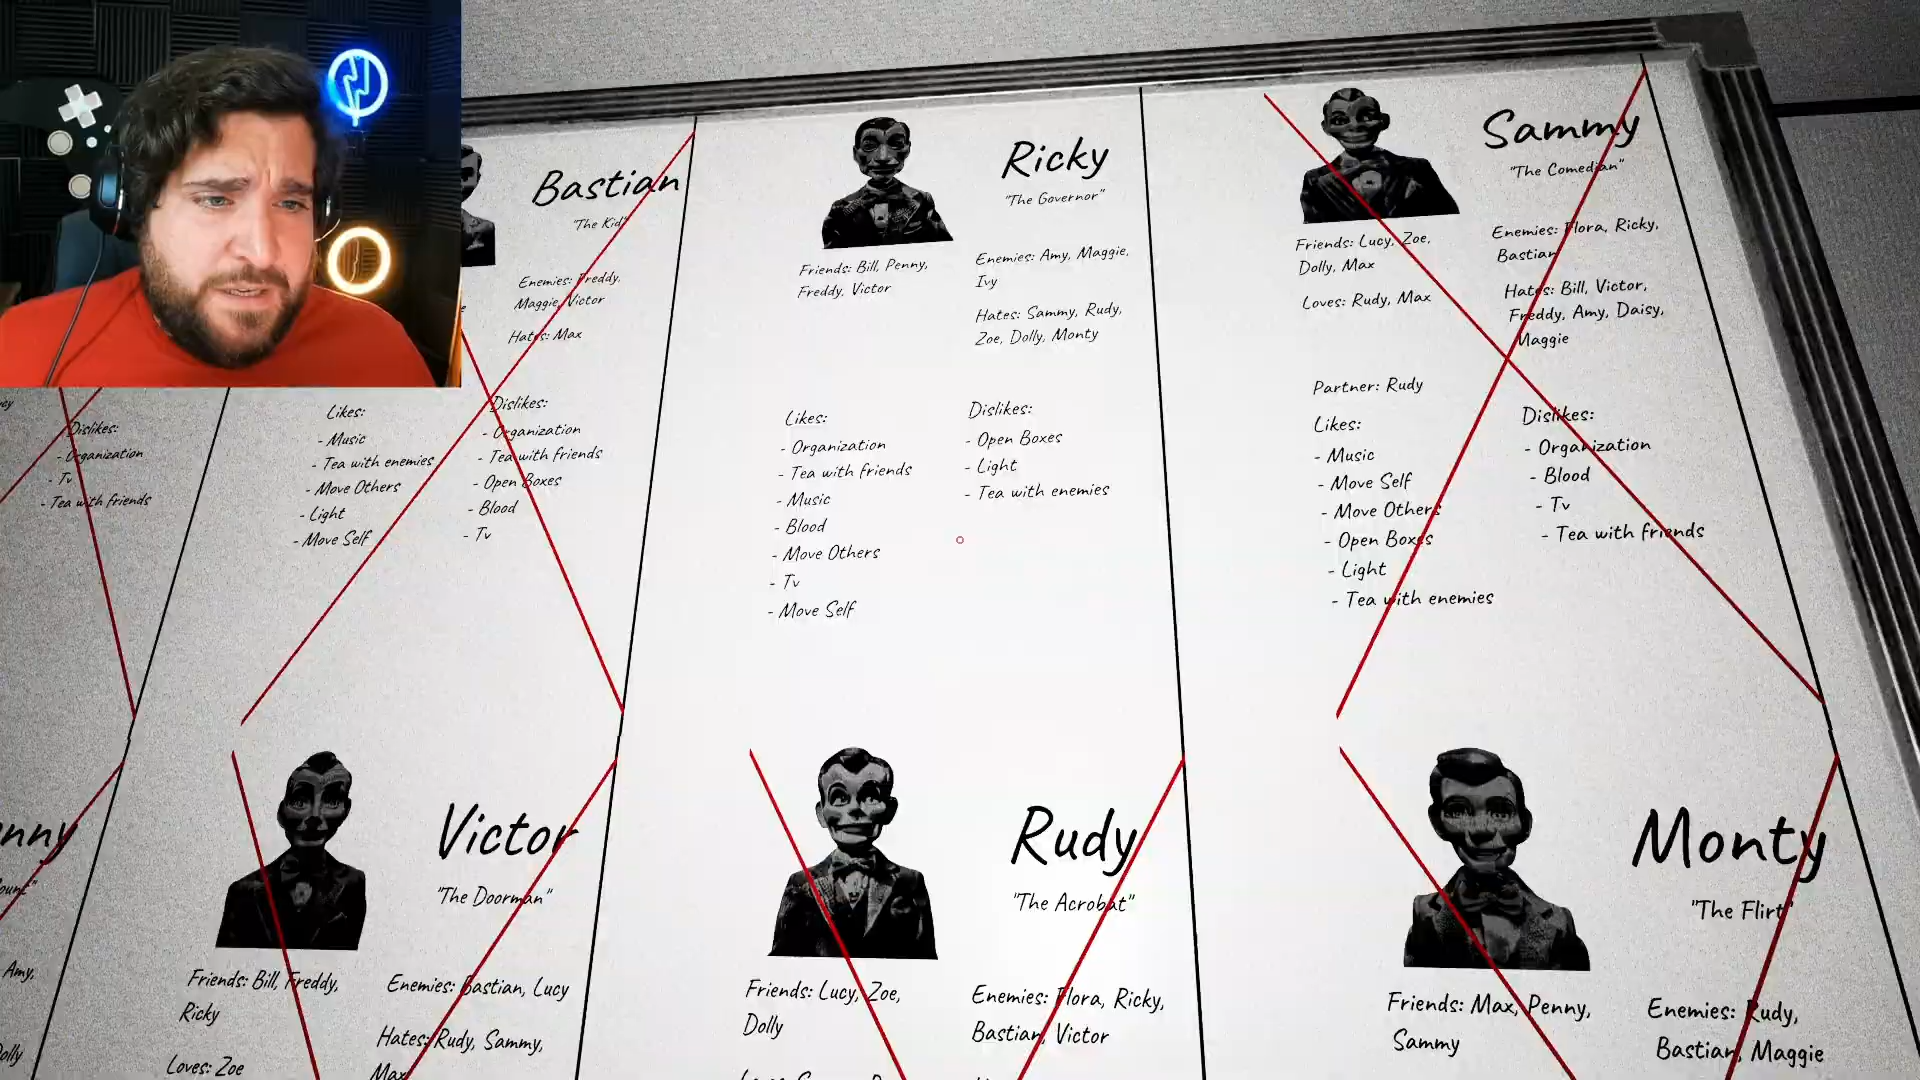 Dislikes:
- Organization
- Tv
- Tea with friends
Bastian
"The Kid"
Enemies: Freddy,
Maggie, Victor
Hates: Max
Likes:
- Music
- Tea with enemies
- Move Others
- Light
- Move Self
Dislikes:
- Organization
- Tea with friends
- Open Boxes
- Blood
- Tv
Ricky
"The Governor"
Friends: Bill, Penny,
Freddy, Victor
Enemies: Amy, Maggie,
Ivy
Hates: Sammy, Rudy,
Zoe, Dolly, Monty
Likes:
- Organization
- Tea with friends
- Music
- Blood
- Move Others
- Tv
- Move Self
Dislikes:
- Open Boxes
- Light
- Tea with enemies
Sammy
"The Comedian"
Friends: Lucy, Zoe,
Dolly, Max
Loves: Rudy, Max
Enemies: Flora, Ricky,
Bastian
Hates: Bill, Victor,
Freddy, Amy, Daisy,
Maggie
Partner: Rudy
Likes:
- Music
- Move Self
- Move Others
- Open Boxes
- Light
- Tea with enemies
Dislikes:
- Organization
- Blood
- Tv
- Tea with friends
Amy,
Victor
"The Doorman"
Friends: Bill, Freddy,
Ricky
Loves: Zoe
Enemies: Bastian, Lucy
Hates: Rudy, Sammy,
Max
Rudy
"The Acrobat"
Friends: Lucy, Zoe,
Dolly
Enemies: Flora, Ricky,
Bastian, Victor
Monty
"The Flirt"
Friends: Max, Penny,
Sammy
Enemies: Rudy,
Bastian, Maggie